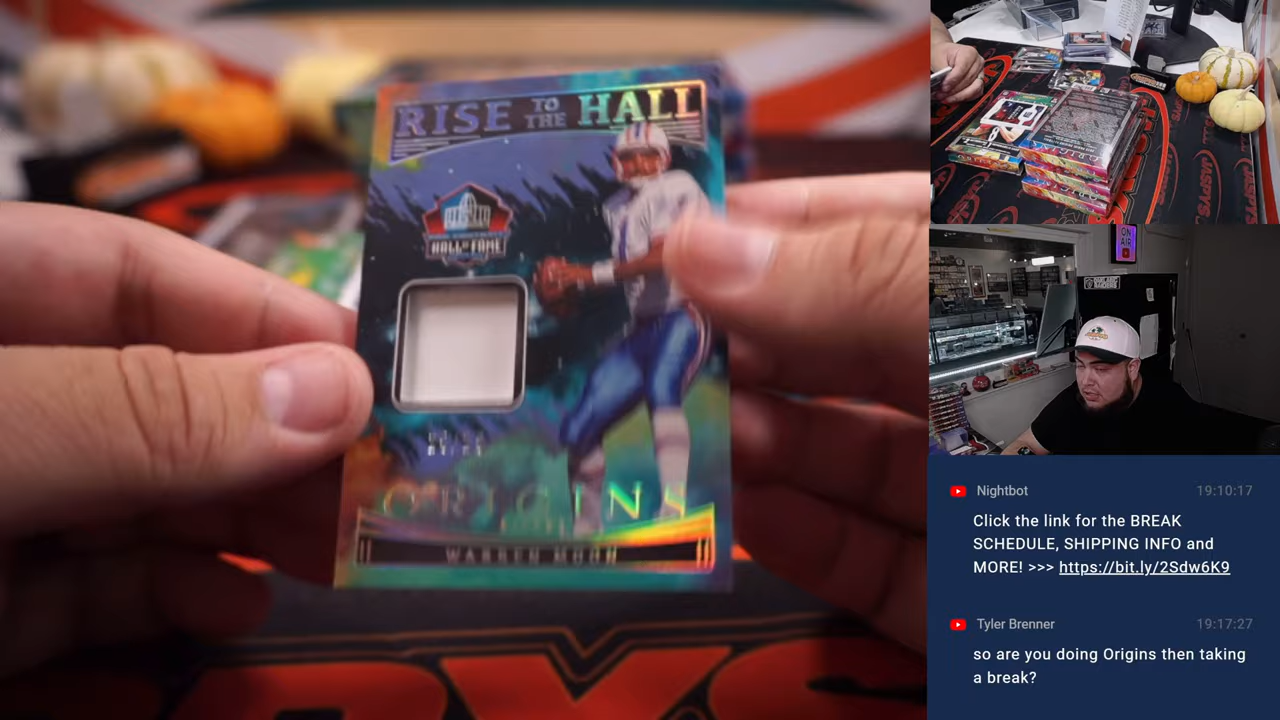 RISE TO THE HALL
HALL OF FAME
ORIGINS
WARREN MOON
ON
AIR
Nightbot 19:10:17
Click the link for the BREAK
SCHEDULE, SHIPPING INFO and
MORE! >>> https://bit.ly/2Sdw6K9
Tyler Brenner 19:17:27
so are you doing Origins then taking
a break?